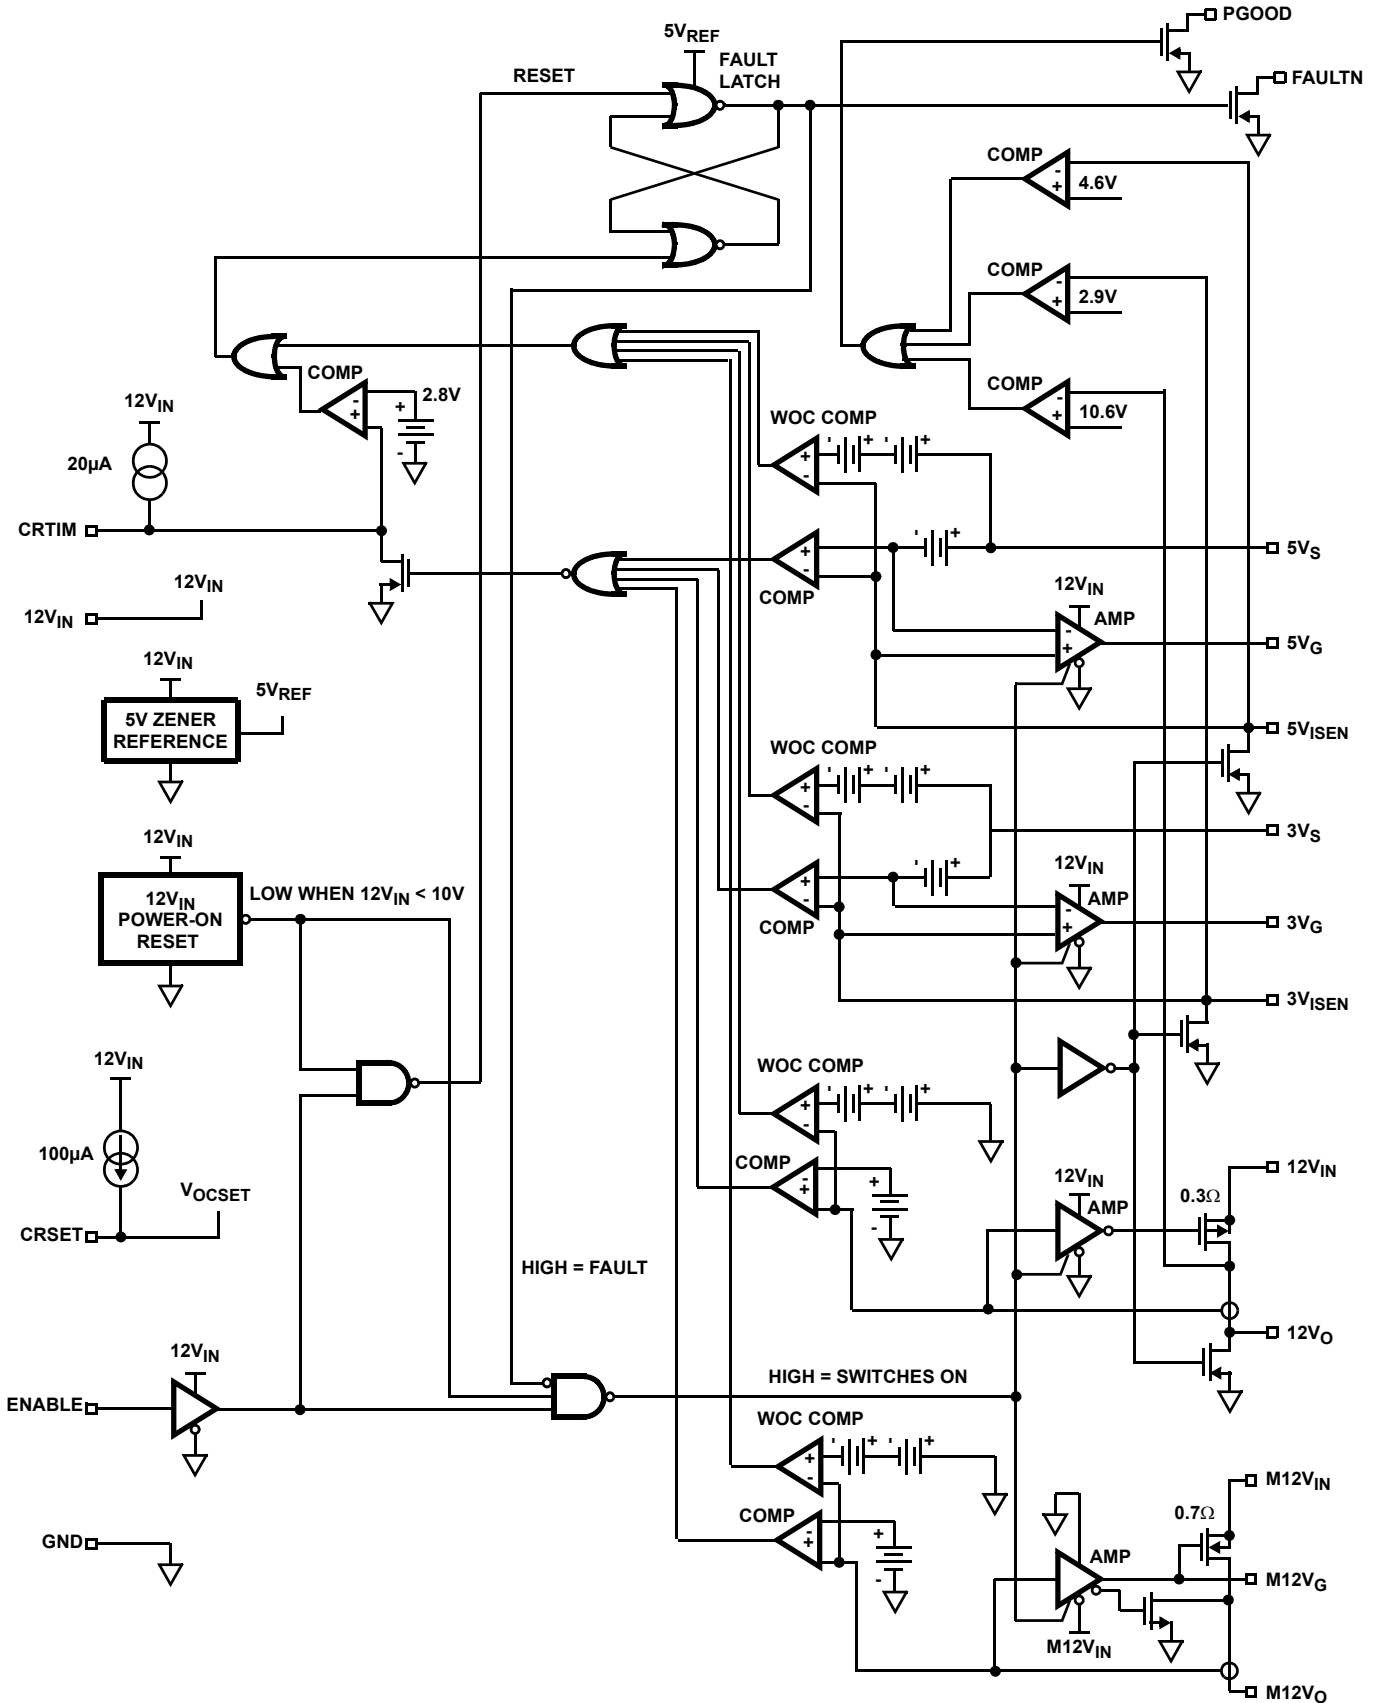 PGOOD
5VREF
FAULT
LATCH
RESET
FAULTN
COMP
-
+
4.6V
COMP
-
+
2.9V
COMP
-
+
2.8V
+
-
COMP
-
+
10.6V
12VIN
20µA
CRTIM
WOC COMP
+
-
- + - +
+
-
COMP
- +
5VS
12VIN
AMP
-
+
5VG
12VIN
12VIN
12VIN
5VREF
5V ZENER
REFERENCE
5VISEN
WOC COMP
+
-
- + - +
3VS
12VIN
12VIN
POWER-ON
RESET
LOW WHEN 12VIN < 10V
+
-
COMP
- +
12VIN
AMP
-
+
3VG
3VISEN
12VIN
100µA
VOCSET
CRSET
WOC COMP
+
-
- + - +
COMP
-
+
+
-
12VIN
AMP
0.3Ω
12VIN
HIGH = FAULT
12VO
12VIN
ENABLE
HIGH = SWITCHES ON
WOC COMP
+
-
- + - +
M12VIN
0.7Ω
COMP
-
+
+
-
AMP
M12VG
M12VIN
GND
M12VO